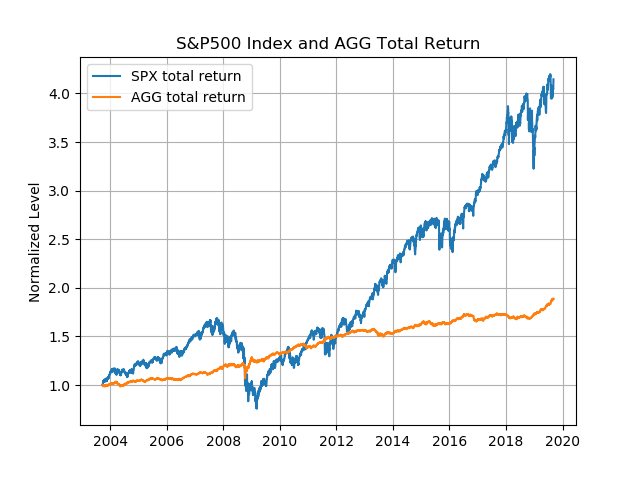 S&P500 Index and AGG Total Return
SPX total return
AGG total return
Normalized Level
4.0
3.5
3.0
2.5
2.0
1.5
1.0
2004 2006 2008 2010 2012 2014 2016 2018 2020